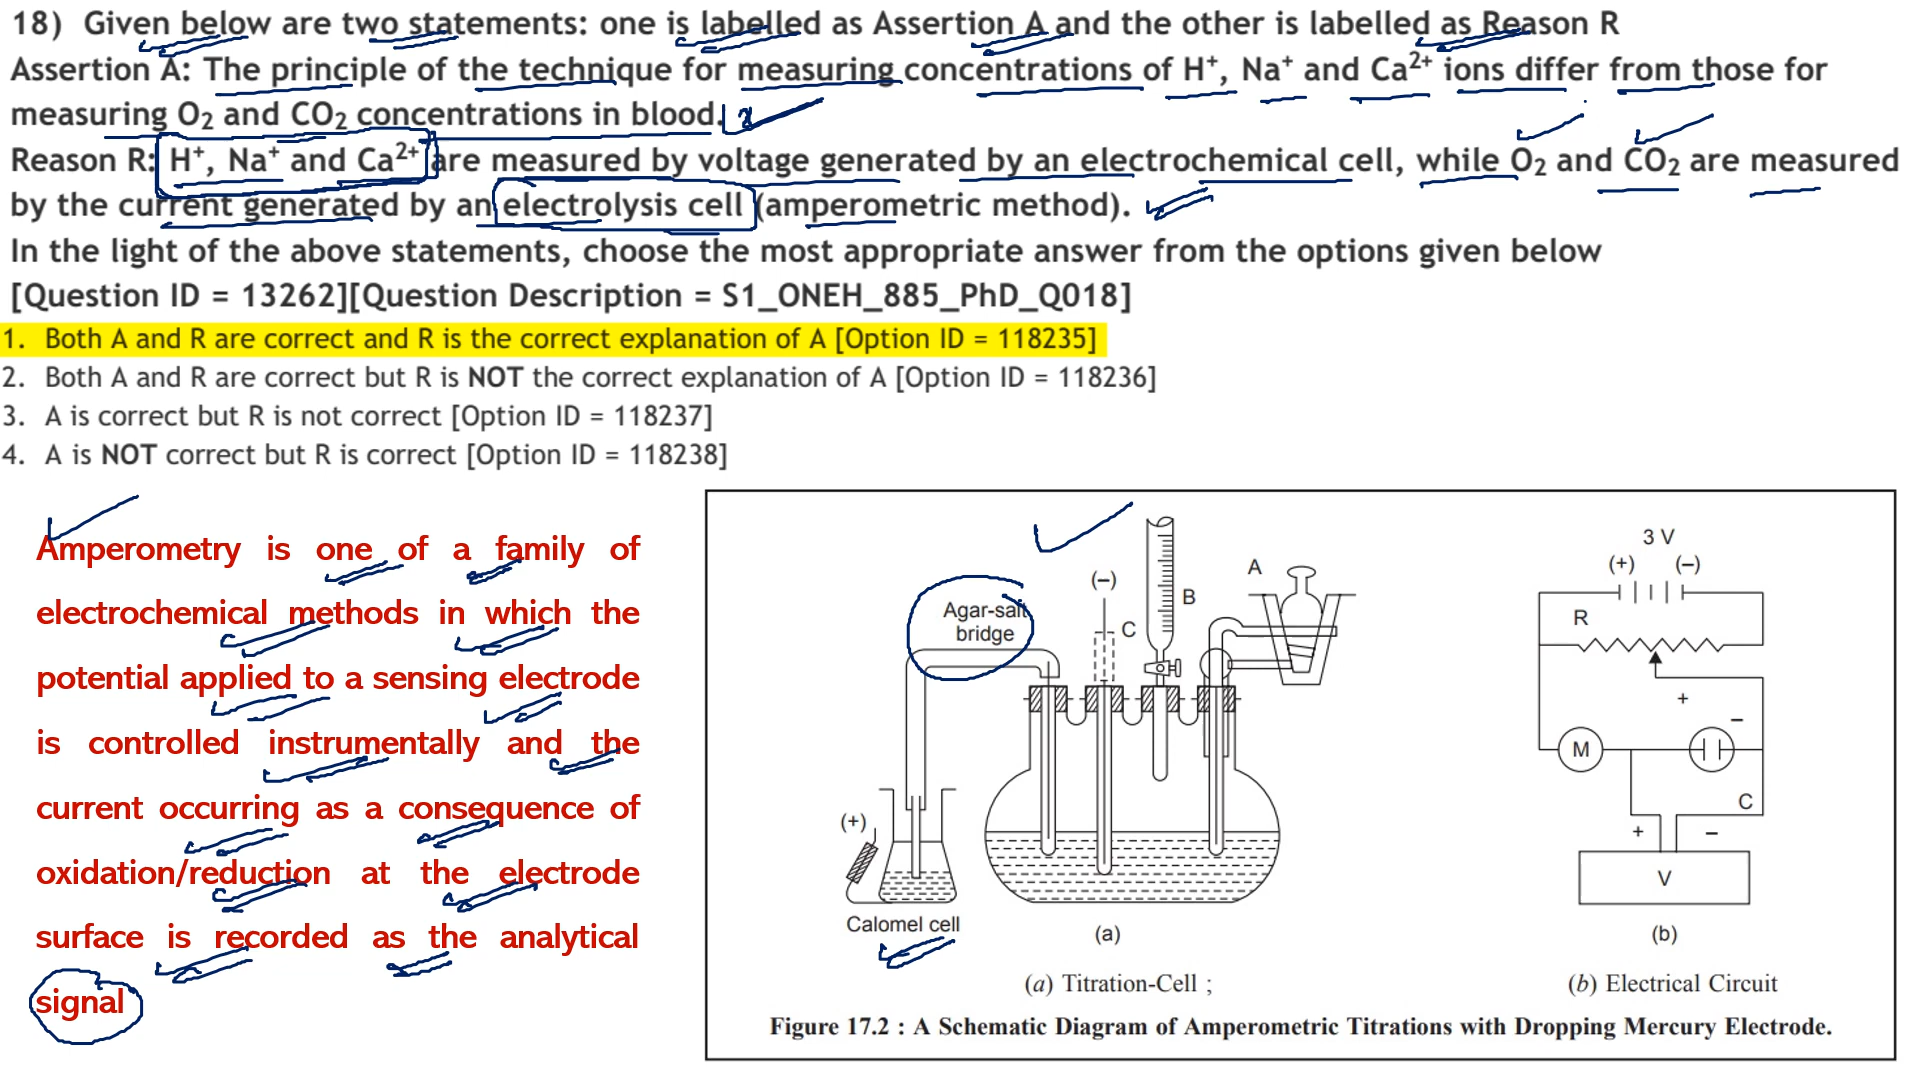 18) Given below are two statements: one is labelled as Assertion A and the other is labelled as Reason R
Assertion A: The principle of the technique for measuring concentrations of H⁺, Na⁺ and Ca²⁺ ions differ from those for
measuring O₂ and CO₂ concentrations in blood.
Reason R: H⁺, Na⁺ and Ca²⁺ are measured by voltage generated by an electrochemical cell, while O₂ and CO₂ are measured
by the current generated by an electrolysis cell (amperometric method).
In the light of the above statements, choose the most appropriate answer from the options given below
[Question ID = 13262][Question Description = S1_ONEH_885_PhD_Q018]
1. Both A and R are correct and R is the correct explanation of A [Option ID = 118235]
2. Both A and R are correct but R is NOT the correct explanation of A [Option ID = 118236]
3. A is correct but R is not correct [Option ID = 118237]
4. A is NOT correct but R is correct [Option ID = 118238]
Amperometry is one of a family of
electrochemical methods in which the
potential applied to a sensing electrode
is controlled instrumentally and the
current occurring as a consequence of
oxidation/reduction at the electrode
surface is recorded as the analytical
signal
Agar-salt
bridge
(–)
C
B
A
(+)
Calomel cell
(a)
3 V
(+) (–)
R
+
–
M
C
+ –
V
(b)
(a) Titration-Cell ;
(b) Electrical Circuit
Figure 17.2 : A Schematic Diagram of Amperometric Titrations with Dropping Mercury Electrode.